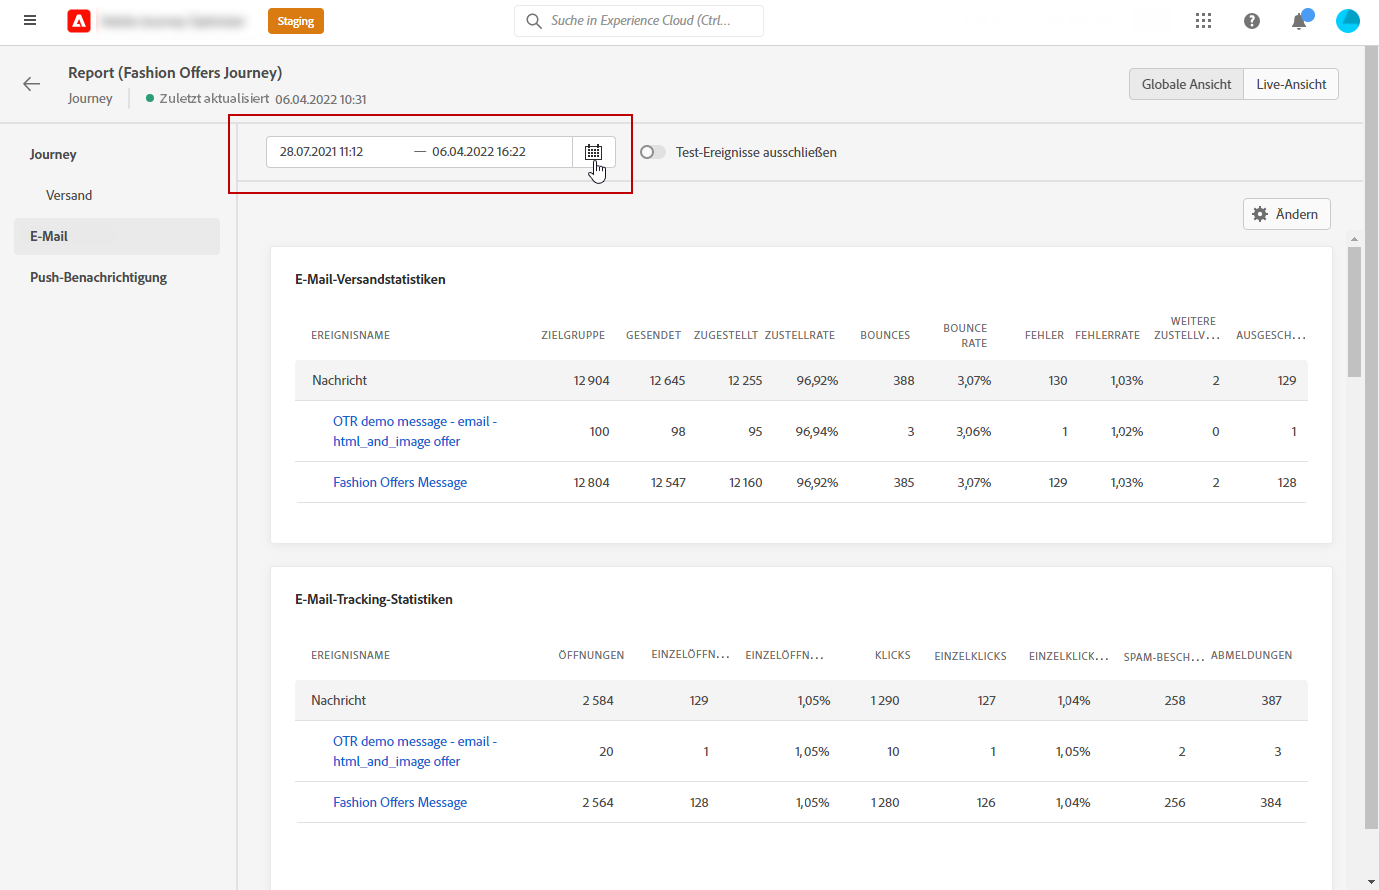 Staging
Suche in Experience Cloud (Ctrl...
Report (Fashion Offers Journey)
Journey
Zuletzt aktualisiert 06.04.2022 10:31
Globale Ansicht
Live-Ansicht
Journey
Versand
E-Mail
Push-Benachrichtigung
28.07.2021 11:12 — 06.04.2022 16:22
Test-Ereignisse ausschließen
Ändern
E-Mail-Versandstatistiken
EREIGNISNAME ZIELGRUPPE GESENDET ZUGESTELLT ZUSTELLRATE BOUNCES BOUNCE RATE FEHLER FEHLERRATE WEITERE ZUSTELLV... AUSGESCH...
Nachricht 12 904 12 645 12 255 96,92% 388 3,07% 130 1,03% 2 129
OTR demo message - email -
html_and_image offer 100 98 95 96,94% 3 3,06% 1 1,02% 0 1
Fashion Offers Message 12 804 12 547 12 160 96,92% 385 3,07% 129 1,03% 2 128
E-Mail-Tracking-Statistiken
EREIGNISNAME ÖFFNUNGEN EINZELÖFFN... EINZELÖFFN... KLICKS EINZELKLICKS EINZELKLICK... SPAM-BESCH... ABMELDUNGEN
Nachricht 2 584 129 1,05% 1 290 127 1,04% 258 387
OTR demo message - email -
html_and_image offer 20 1 1,05% 10 1 1,05% 2 3
Fashion Offers Message 2 564 128 1,05% 1 280 126 1,04% 256 384